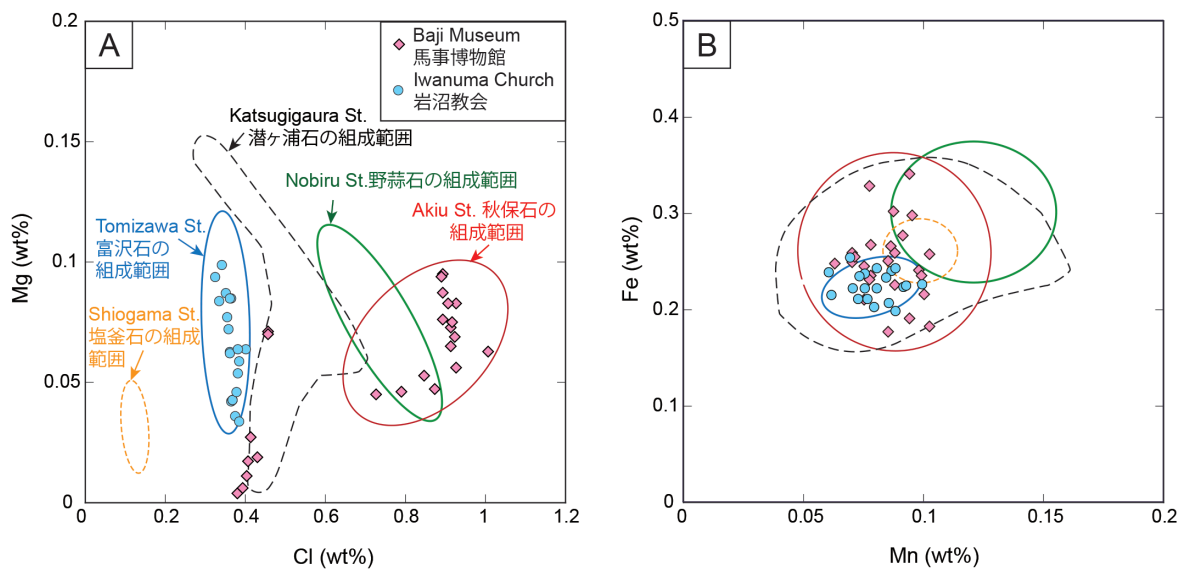 A
Baji Museum
馬事博物館
Iwanuma Church
岩沼教会
Katsugigaura St.
潜ヶ浦石の組成範囲
Nobiru St.野蒜石の組成範囲
Akiu St. 秋保石の
組成範囲
Tomizawa St.
富沢石の
組成範囲
Shiogama St.
塩釜石の組成
範囲
Mg (wt%)
0.2
0.15
0.1
0.05
0
0
0.2
0.4
0.6
0.8
1
1.2
Cl (wt%)
B
Fe (wt%)
0.5
0.4
0.3
0.2
0.1
0
0
0.05
0.1
0.15
0.2
Mn (wt%)